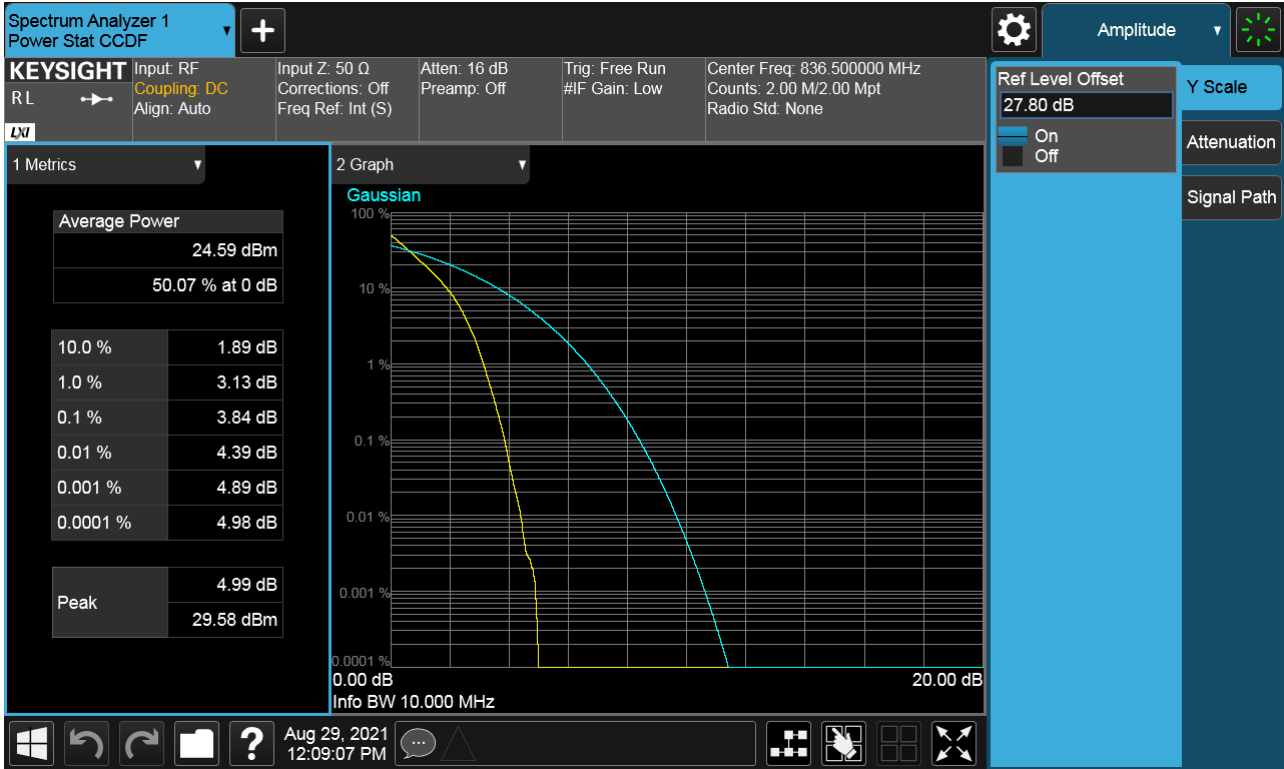 Spectrum Analyzer 1
Power Stat CCDF
Amplitude
KEYSIGHT
RL
LXI
Input: RF
Coupling: DC
Align: Auto
Input Z: 50 Ω
Corrections: Off
Freq Ref: Int (S)
Atten: 16 dB
Preamp: Off
Trig: Free Run
#IF Gain: Low
Center Freq: 836.500000 MHz
Counts: 2.00 M/2.00 Mpt
Radio Std: None
Ref Level Offset
27.80 dB
On
Off
Y Scale
Attenuation
Signal Path
1 Metrics
Average Power
24.59 dBm
50.07 % at 0 dB
10.0 % 1.89 dB
1.0 % 3.13 dB
0.1 % 3.84 dB
0.01 % 4.39 dB
0.001 % 4.89 dB
0.0001 % 4.98 dB
Peak 4.99 dB
29.58 dBm
2 Graph
Gaussian
100 %
10 %
1 %
0.1 %
0.01 %
0.001 %
0.0001 %
0.00 dB 20.00 dB
Info BW 10.000 MHz
?
Aug 29, 2021
12:09:07 PM